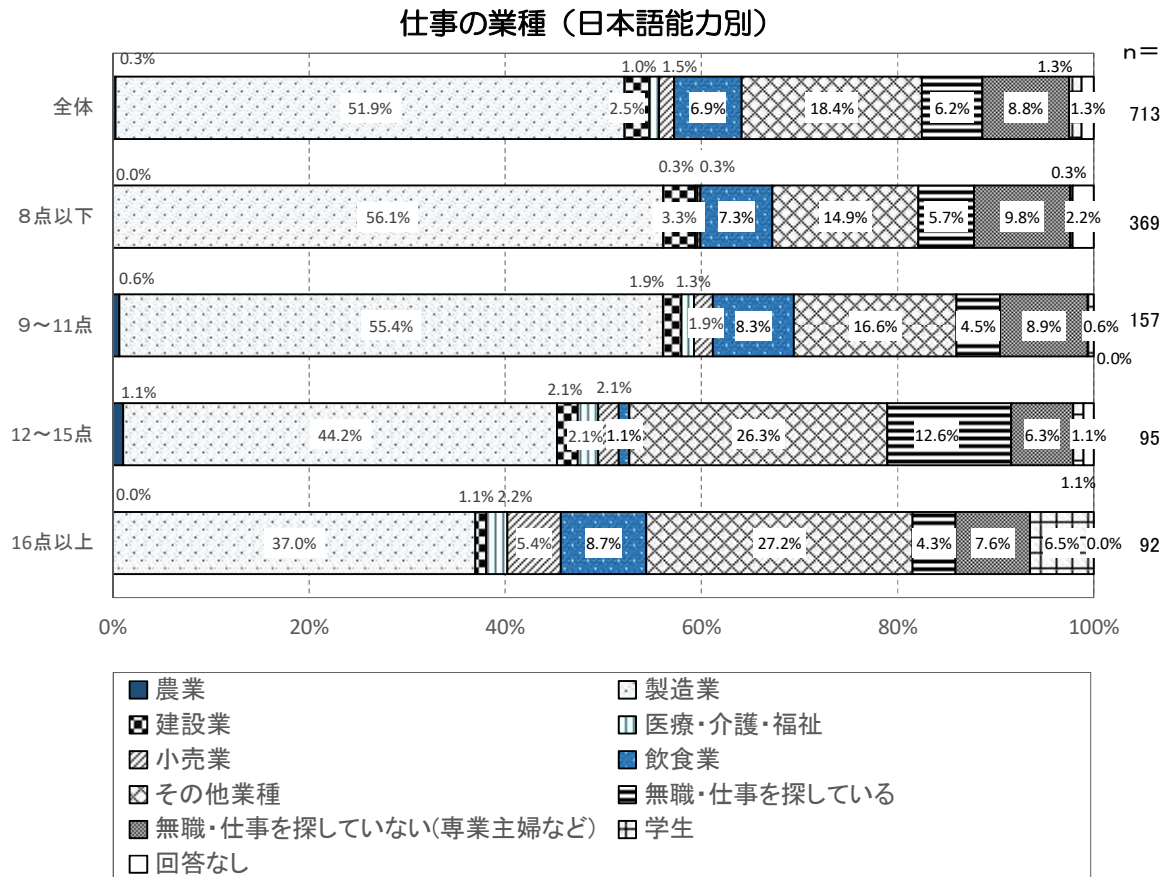 仕事の業種（日本語能力別）
n＝
0.3% 1.0% 1.5% 1.3%
全体 51.9% 2.5% 6.9% 18.4% 6.2% 8.8% 1.3% 713
0.0% 0.3% 0.3% 0.3%
８点以下 56.1% 3.3% 7.3% 14.9% 5.7% 9.8% 2.2% 369
0.6% 1.9% 1.3%
９～11点 55.4% 1.9% 8.3% 16.6% 4.5% 8.9% 0.6% 157
0.0%
1.1% 2.1% 2.1%
12～15点 44.2% 2.1% 1.1% 26.3% 12.6% 6.3% 1.1% 95
1.1%
0.0% 1.1% 2.2%
16点以上 37.0% 5.4% 8.7% 27.2% 4.3% 7.6% 6.5% 0.0% 92
0% 20% 40% 60% 80% 100%
農業 製造業
建設業 医療・介護・福祉
小売業 飲食業
その他業種 無職・仕事を探している
無職・仕事を探していない(専業主婦など) 学生
回答なし